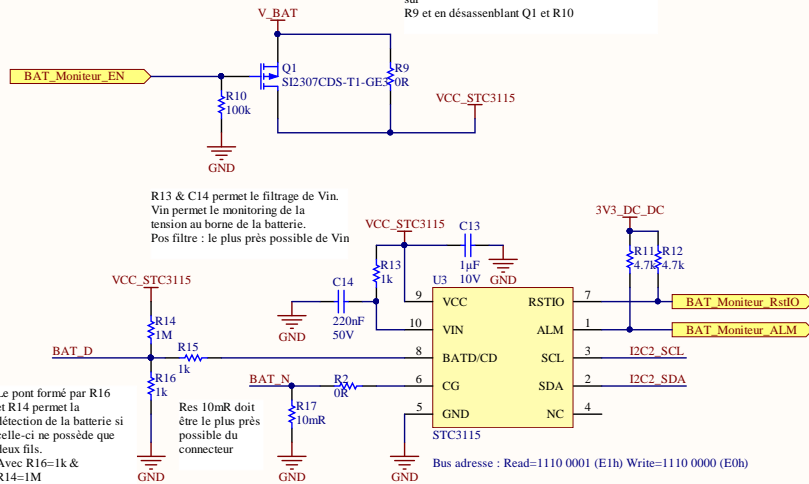 sur
R9 et en désassenblant Q1 et R10
V_BAT
BAT_Moniteur_EN
Q1
SI2307CDS-T1-GE3
R9
0R
R10
100k
GND
VCC_STC3115
R13 & C14 permet le filtrage de Vin.
Vin permet le monitoring de la
tension au borne de la batterie.
Pos filtre : le plus près possible de Vin
VCC_STC3115
C13
1µF
10V
GND
3V3_DC_DC
R11
4.7k
R12
4.7k
R13
1k
C14
220nF
50V
GND
U3
9 VCC
10 VIN
8 BATD/CD
6 CG
5 GND
RSTIO 7
ALM 1
SCL 3
SDA 2
NC 4
STC3115
BAT_Moniteur_RstIO
BAT_Moniteur_ALM
I2C2_SCL
I2C2_SDA
VCC_STC3115
R14
1M
BAT_D
R15
1k
R16
1k
GND
BAT_N
R2
0R
R17
10mR
GND
GND
Le pont formé par R16
et R14 permet la
détection de la batterie si
celle-ci ne possède que
deux fils.
Avec R16=1k &
R14=1M
Res 10mR doit
être le plus près
possible du
connecteur
Bus adresse : Read=1110 0001 (E1h) Write=1110 0000 (E0h)